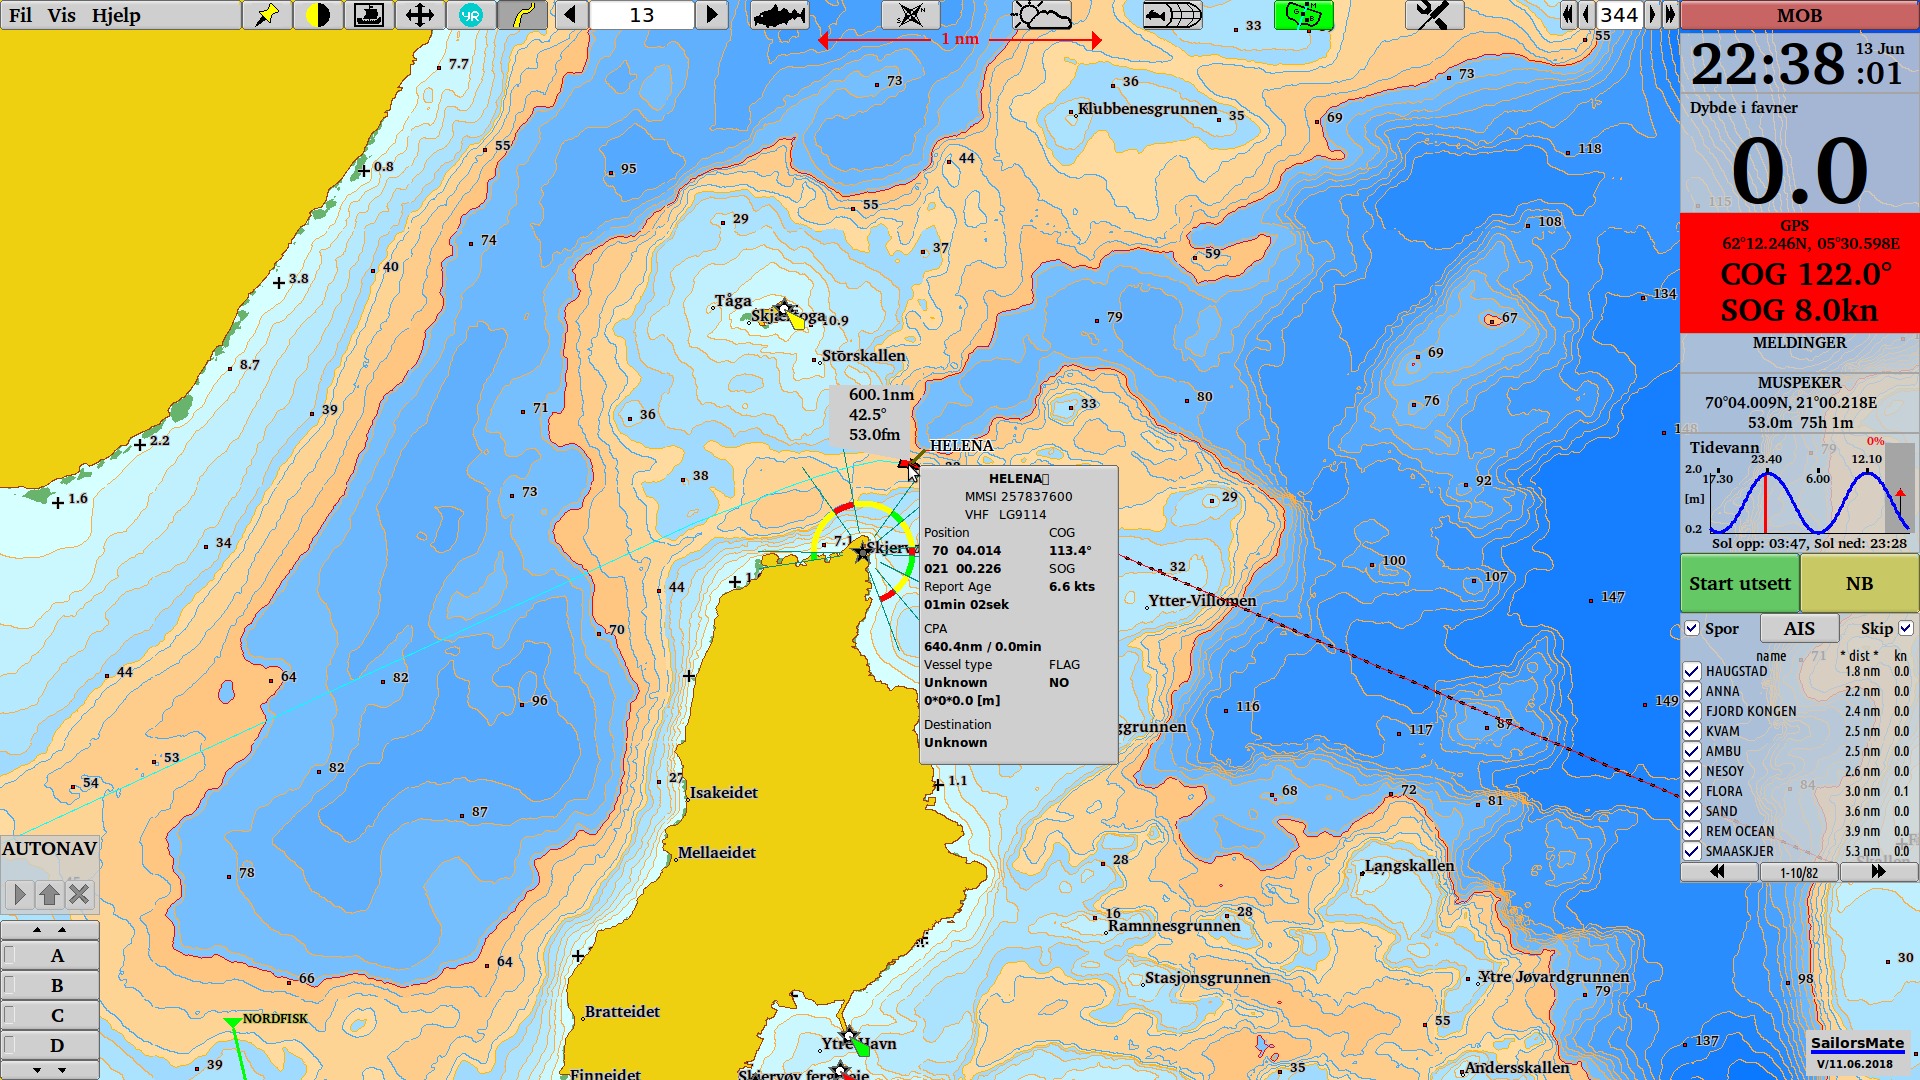 Fil Vis Hjelp
YR
13
344
1 nm
MOB
22:38 :01
13 Jun
Dybde i favner
0.0
115
GPS
62°12.246N, 05°30.598E
COG 122.0°
SOG 8.0kn
MELDINGER
MUSPEKER
70°04.009N, 21°00.218E
53.0m 75h 1m
Tidevann
0%
23.40
12.10
2.0
17.30
6.00
[m]
0.2
Sol opp: 03:47, Sol ned: 23:28
Start utsett
NB
Spor
AIS
Skip
name * dist * kn
HAUGSTAD 1.8 nm 0.0
ANNA 2.2 nm 0.0
FJORD KONGEN 2.4 nm 0.0
KVAM 2.5 nm 0.0
AMBU 2.5 nm 0.0
NESOY 2.6 nm 0.0
FLORA 3.0 nm 0.1
SAND 3.6 nm 0.0
REM OCEAN 3.9 nm 0.0
SMAASKJER 5.3 nm 0.0
1-10/82
33
55
7.7
73
36
73
Klubbenesgrunnen
35
69
0.8
55
95
44
118
29
55
108
74
37
59
40
3.8
134
Tåga
10.9
79
67
Storskallen
69
8.7
600.1nm
42.5°
53.0fm
39
71
36
33
80
76
2.2
HELENA
38
92
29
73
1.6
HELENA
MMSI 257837600
VHF LG9114
Position
COG
70 04.014
113.4°
021 00.226
SOG
Report Age
6.6 kts
01min 02sek
CPA
640.4nm / 0.0min
Vessel type
FLAG
Unknown
NO
0*0*0.0 [m]
Destination
Unknown
34
7.1
44
32
100
107
147
Ytter-Villomen
70
44
64
82
96
116
149
87
117
53
54
82
27
1.1
Isakeidet
68
72
81
84
87
AUTONAV
Mellaeidet
28
Langskallen
78
16
28
Ramnnesgrunnen
A
B
C
D
64
66
Stasjonsgrunnen
Ytre Jøvardgrunnen
79
98
30
Bratteidet
NORDFISK
55
Ytre Havn
137
39
35
Andersskallen
Finneidet
SailorsMate
V/11.06.2018